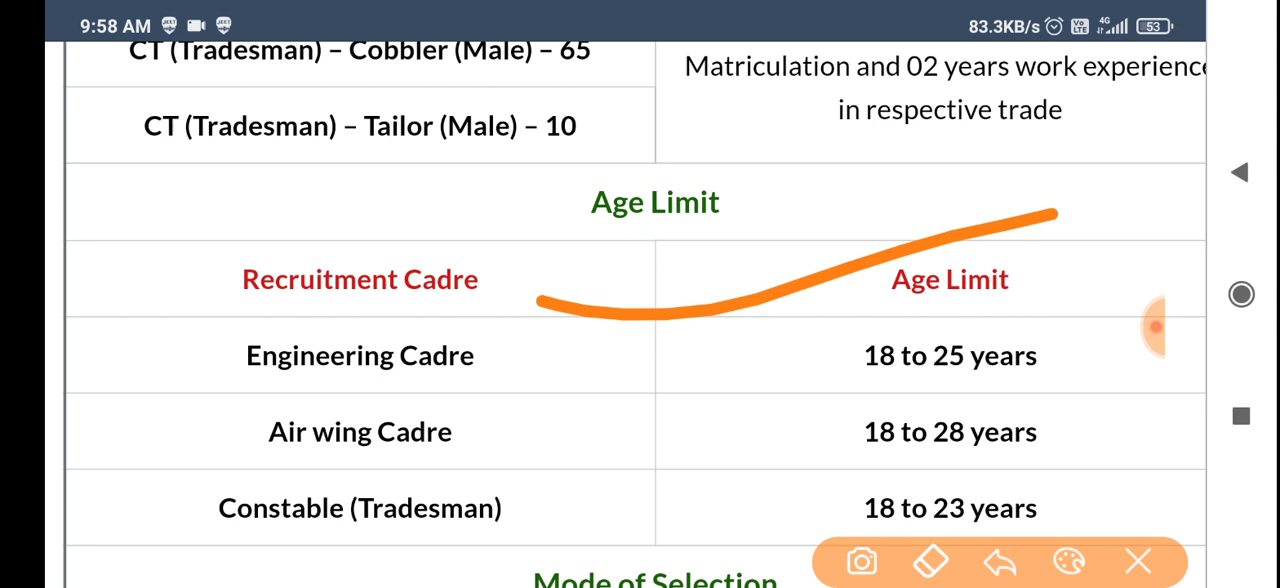 9:58 AM
83.3KB/s
4G
53
CT (Tradesman) – Cobbler (Male) – 65
Matriculation and 02 years work experience
in respective trade
CT (Tradesman) – Tailor (Male) – 10
Age Limit
Recruitment Cadre
Age Limit
Engineering Cadre
18 to 25 years
Air wing Cadre
18 to 28 years
Constable (Tradesman)
18 to 23 years
Mode of Selection